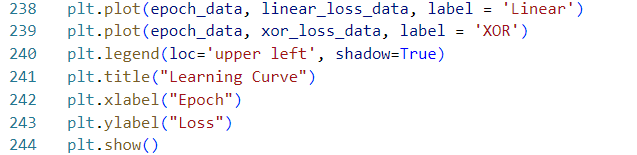 238 plt.plot(epoch_data, linear_loss_data, label = 'Linear')
239 plt.plot(epoch_data, xor_loss_data, label = 'XOR')
240 plt.legend(loc='upper left', shadow=True)
241 plt.title("Learning Curve")
242 plt.xlabel("Epoch")
243 plt.ylabel("Loss")
244 plt.show()